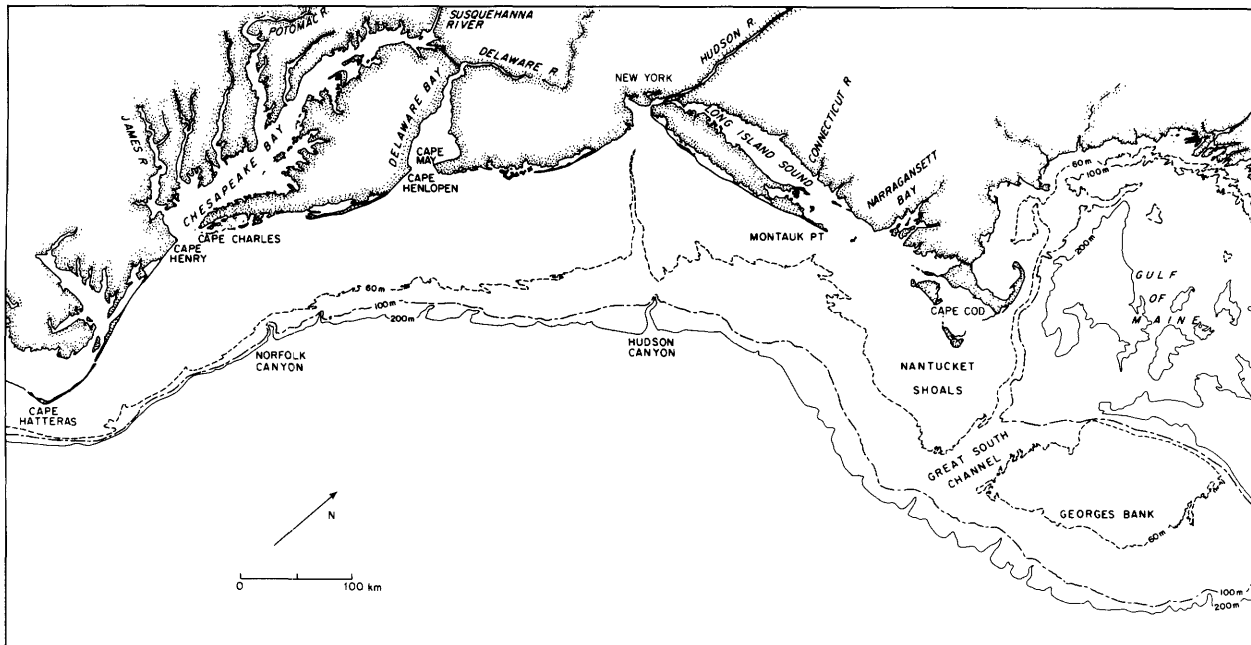 POTOMAC R.
SUSQUEHANNA
RIVER
DELAWARE R.
HUDSON R.
NEW YORK
JAMES R
CHESAPEAKE BAY
DELAWARE BAY
CAPE
MAY
CAPE
HENLOPEN
LONG ISLAND SOUND
CONNECTICUT R
NARRAGANSETT
BAY
CAPE CHARLES
CAPE
HENRY
MONTAUK PT
60m
100m
200m
GULF
OF
MAINE
CAPE COD
60m
100m
200m
NORFOLK
CANYON
HUDSON
CANYON
NANTUCKET
SHOALS
CAPE
HATTERAS
GREAT SOUTH
CHANNEL
GEORGES BANK
60m
N
0 100 km
100m
200m